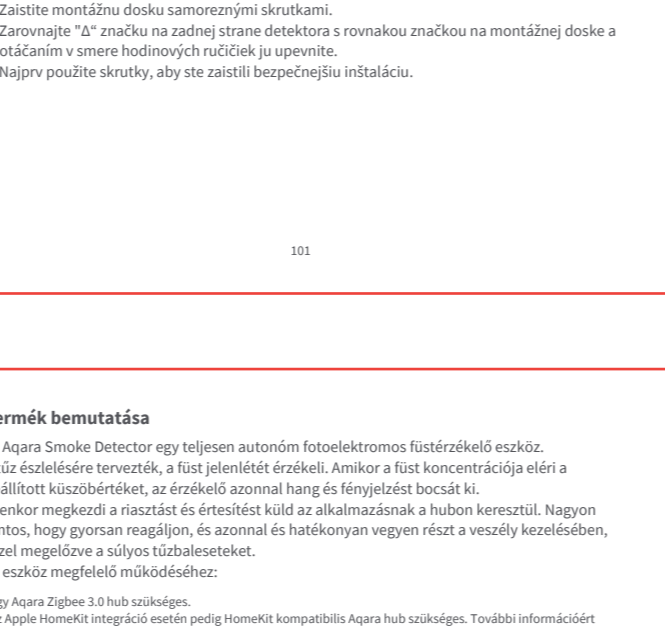 Zaistite montážnu dosku samoreznými skrutkami.
Zarovnajte "Δ“ značku na zadnej strane detektora s rovnakou značkou na montážnej doske a
otáčaním v smere hodinových ručičiek ju upevnite.
Najprv použite skrutky, aby ste zaistili bezpečnejšiu inštaláciu.
101
ermék bemutatása
Aqara Smoke Detector egy teljesen autonóm fotoelektromos füstérzékelő eszköz.
űz észlelésére tervezték, a füst jelenlétét érzékeli. Amikor a füst koncentrációja eléri a
állított küszöbértéket, az érzékelő azonnal hang és fényjelzést bocsát ki.
enkor megkezdi a riasztást és értesítést küld az alkalmazásnak a hubon keresztül. Nagyon
ntos, hogy gyorsan reagáljon, és azonnal és hatékonyan vegyen részt a veszély kezelésében,
zel megelőzve a súlyos tűzbaleseteket.
eszköz megfelelő működéséhez:
gy Aqara Zigbee 3.0 hub szükséges.
z Apple HomeKit integráció esetén pedig HomeKit kompatibilis Aqara hub szükséges. További információért